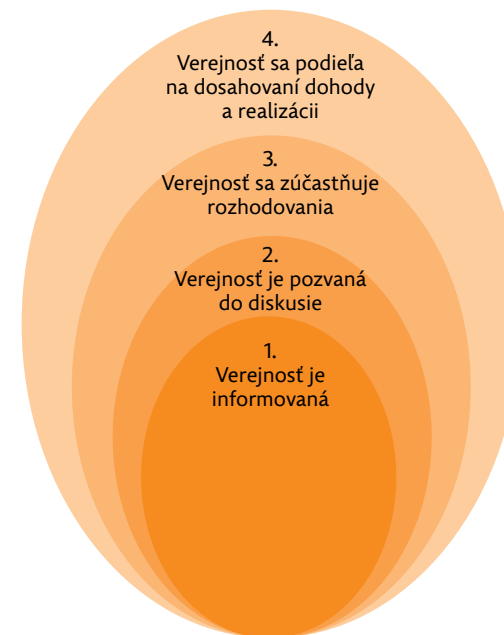 4.
Verejnosť sa podieľa
na dosahovaní dohody
a realizácii
3.
Verejnosť sa zúčastňuje
rozhodovania
2.
Verejnosť je pozvaná
do diskusie
1.
Verejnosť je
informovaná